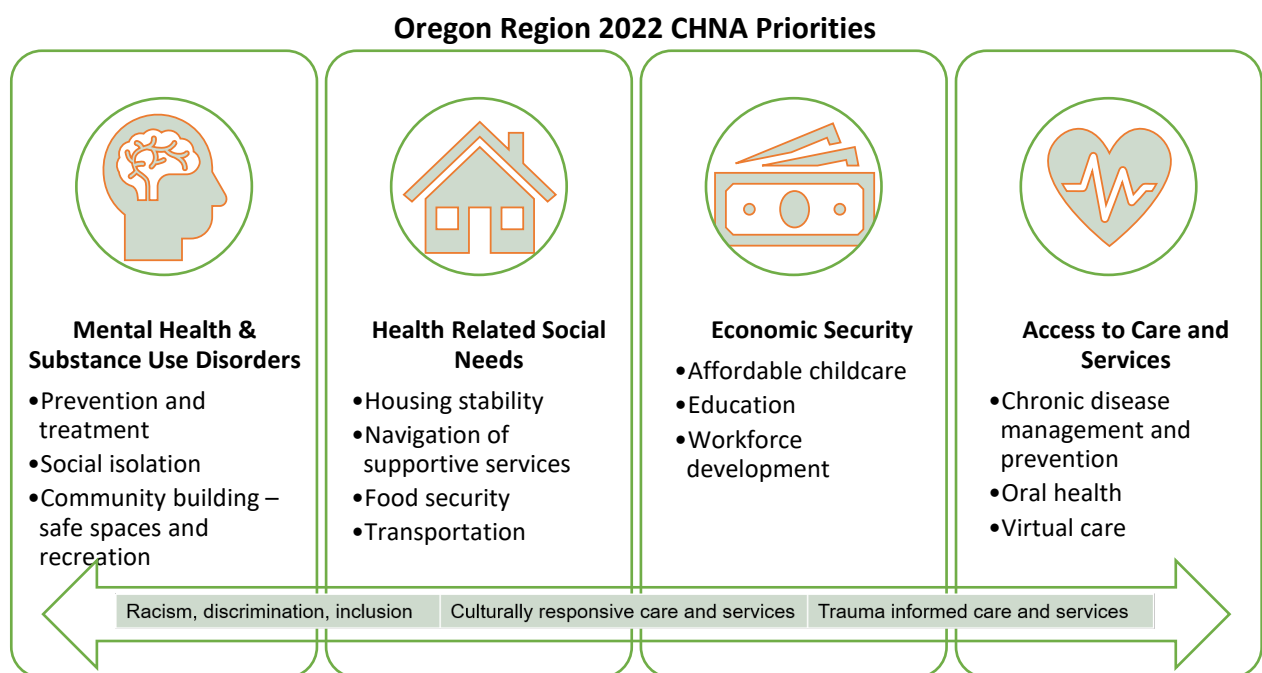 Oregon Region 2022 CHNA Priorities
Mental Health &
Substance Use Disorders
•Prevention and
treatment
•Social isolation
•Community building –
safe spaces and
recreation
Health Related Social
Needs
•Housing stability
•Navigation of
supportive services
•Food security
•Transportation
Economic Security
•Affordable childcare
•Education
•Workforce
development
Access to Care and
Services
•Chronic disease
management and
prevention
•Oral health
•Virtual care
Racism, discrimination, inclusion
Culturally responsive care and services
Trauma informed care and services